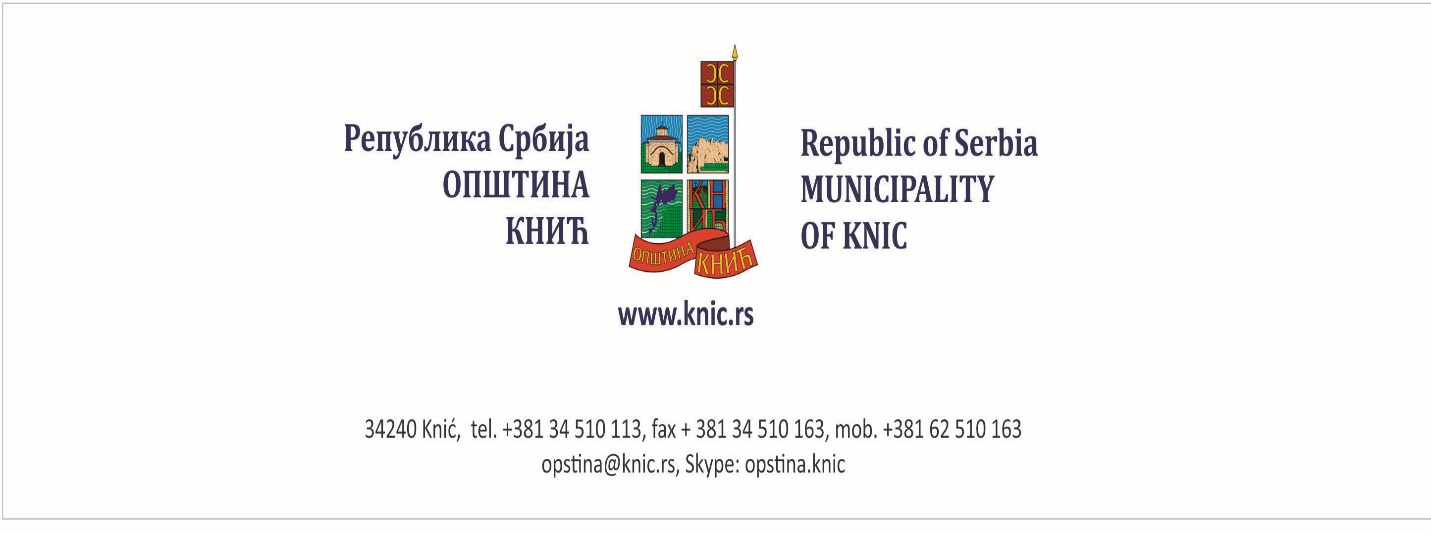 Република Србија
ОПШТИНА
КНИЋ
Republic of Serbia
MUNICIPALITY
OF KNIC
КН
ИЋ
ОПШТИНА КНИЋ
www.knic.rs
34240 Knić, tel. +381 34 510 113, fax + 381 34 510 163, mob. +381 62 510 163
opstina@knic.rs, Skype: opstina.knic